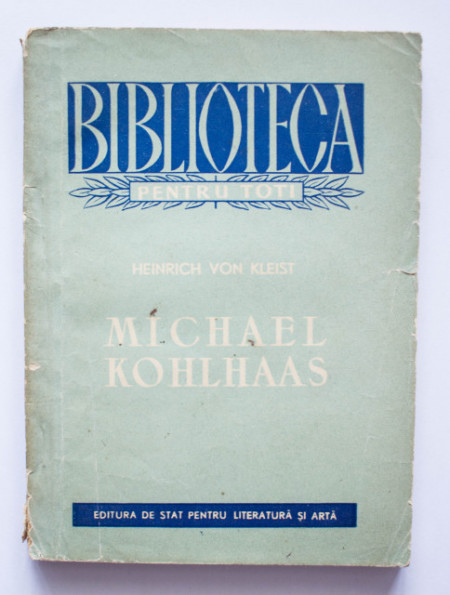 BIBLIOTECA
PENTRU TOȚI
HEINRICH VON KLEIST
MICHAEL
KOHLHAAS
EDITURA DE STAT PENTRU LITERATURĂ ȘI ARTĂ